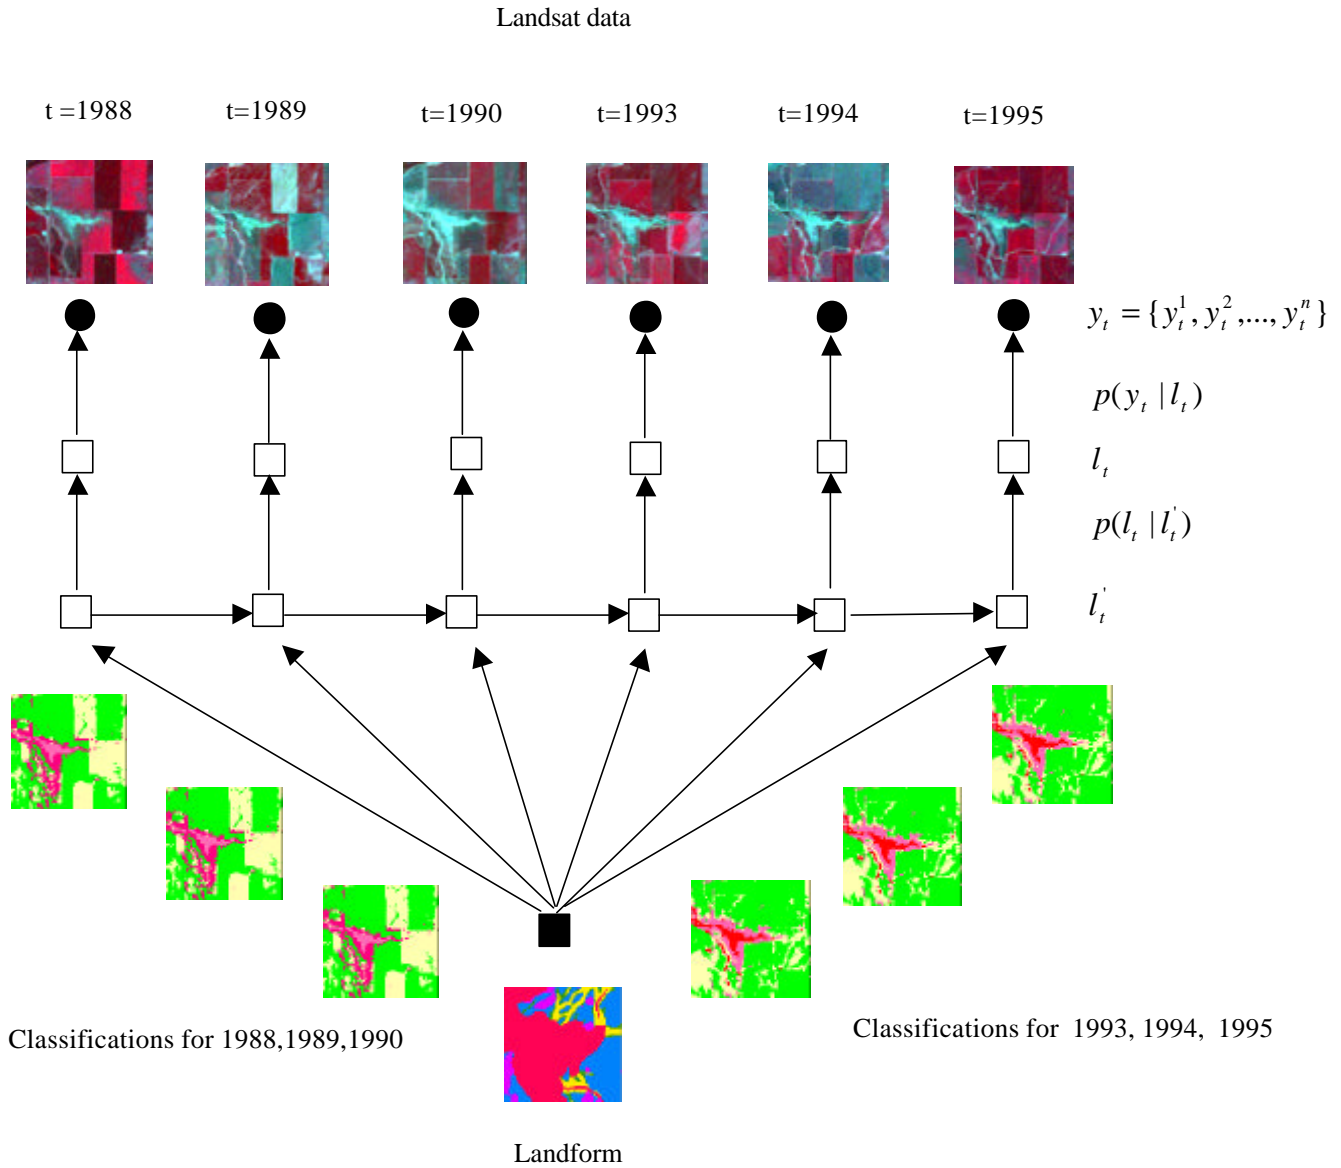 Landsat data
t =1988
t=1989
t=1990
t=1993
t=1994
t=1995
y_t = {y_t^1, y_t^2,..., y_t^n}
p(y_t | l_t)
l_t
p(l_t | l_t^')
l_t^'
Classifications for 1988,1989,1990
Classifications for 1993, 1994, 1995
Landform